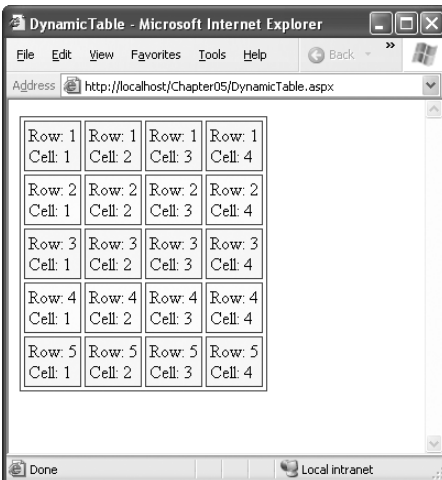 DynamicTable - Microsoft Internet Explorer
File Edit View Favorites Tools Help Back »
Address http://localhost/Chapter05/DynamicTable.aspx
Row: 1 Row: 1 Row: 1 Row: 1
Cell: 1 Cell: 2 Cell: 3 Cell: 4
Row: 2 Row: 2 Row: 2 Row: 2
Cell: 1 Cell: 2 Cell: 3 Cell: 4
Row: 3 Row: 3 Row: 3 Row: 3
Cell: 1 Cell: 2 Cell: 3 Cell: 4
Row: 4 Row: 4 Row: 4 Row: 4
Cell: 1 Cell: 2 Cell: 3 Cell: 4
Row: 5 Row: 5 Row: 5 Row: 5
Cell: 1 Cell: 2 Cell: 3 Cell: 4
Done Local intranet